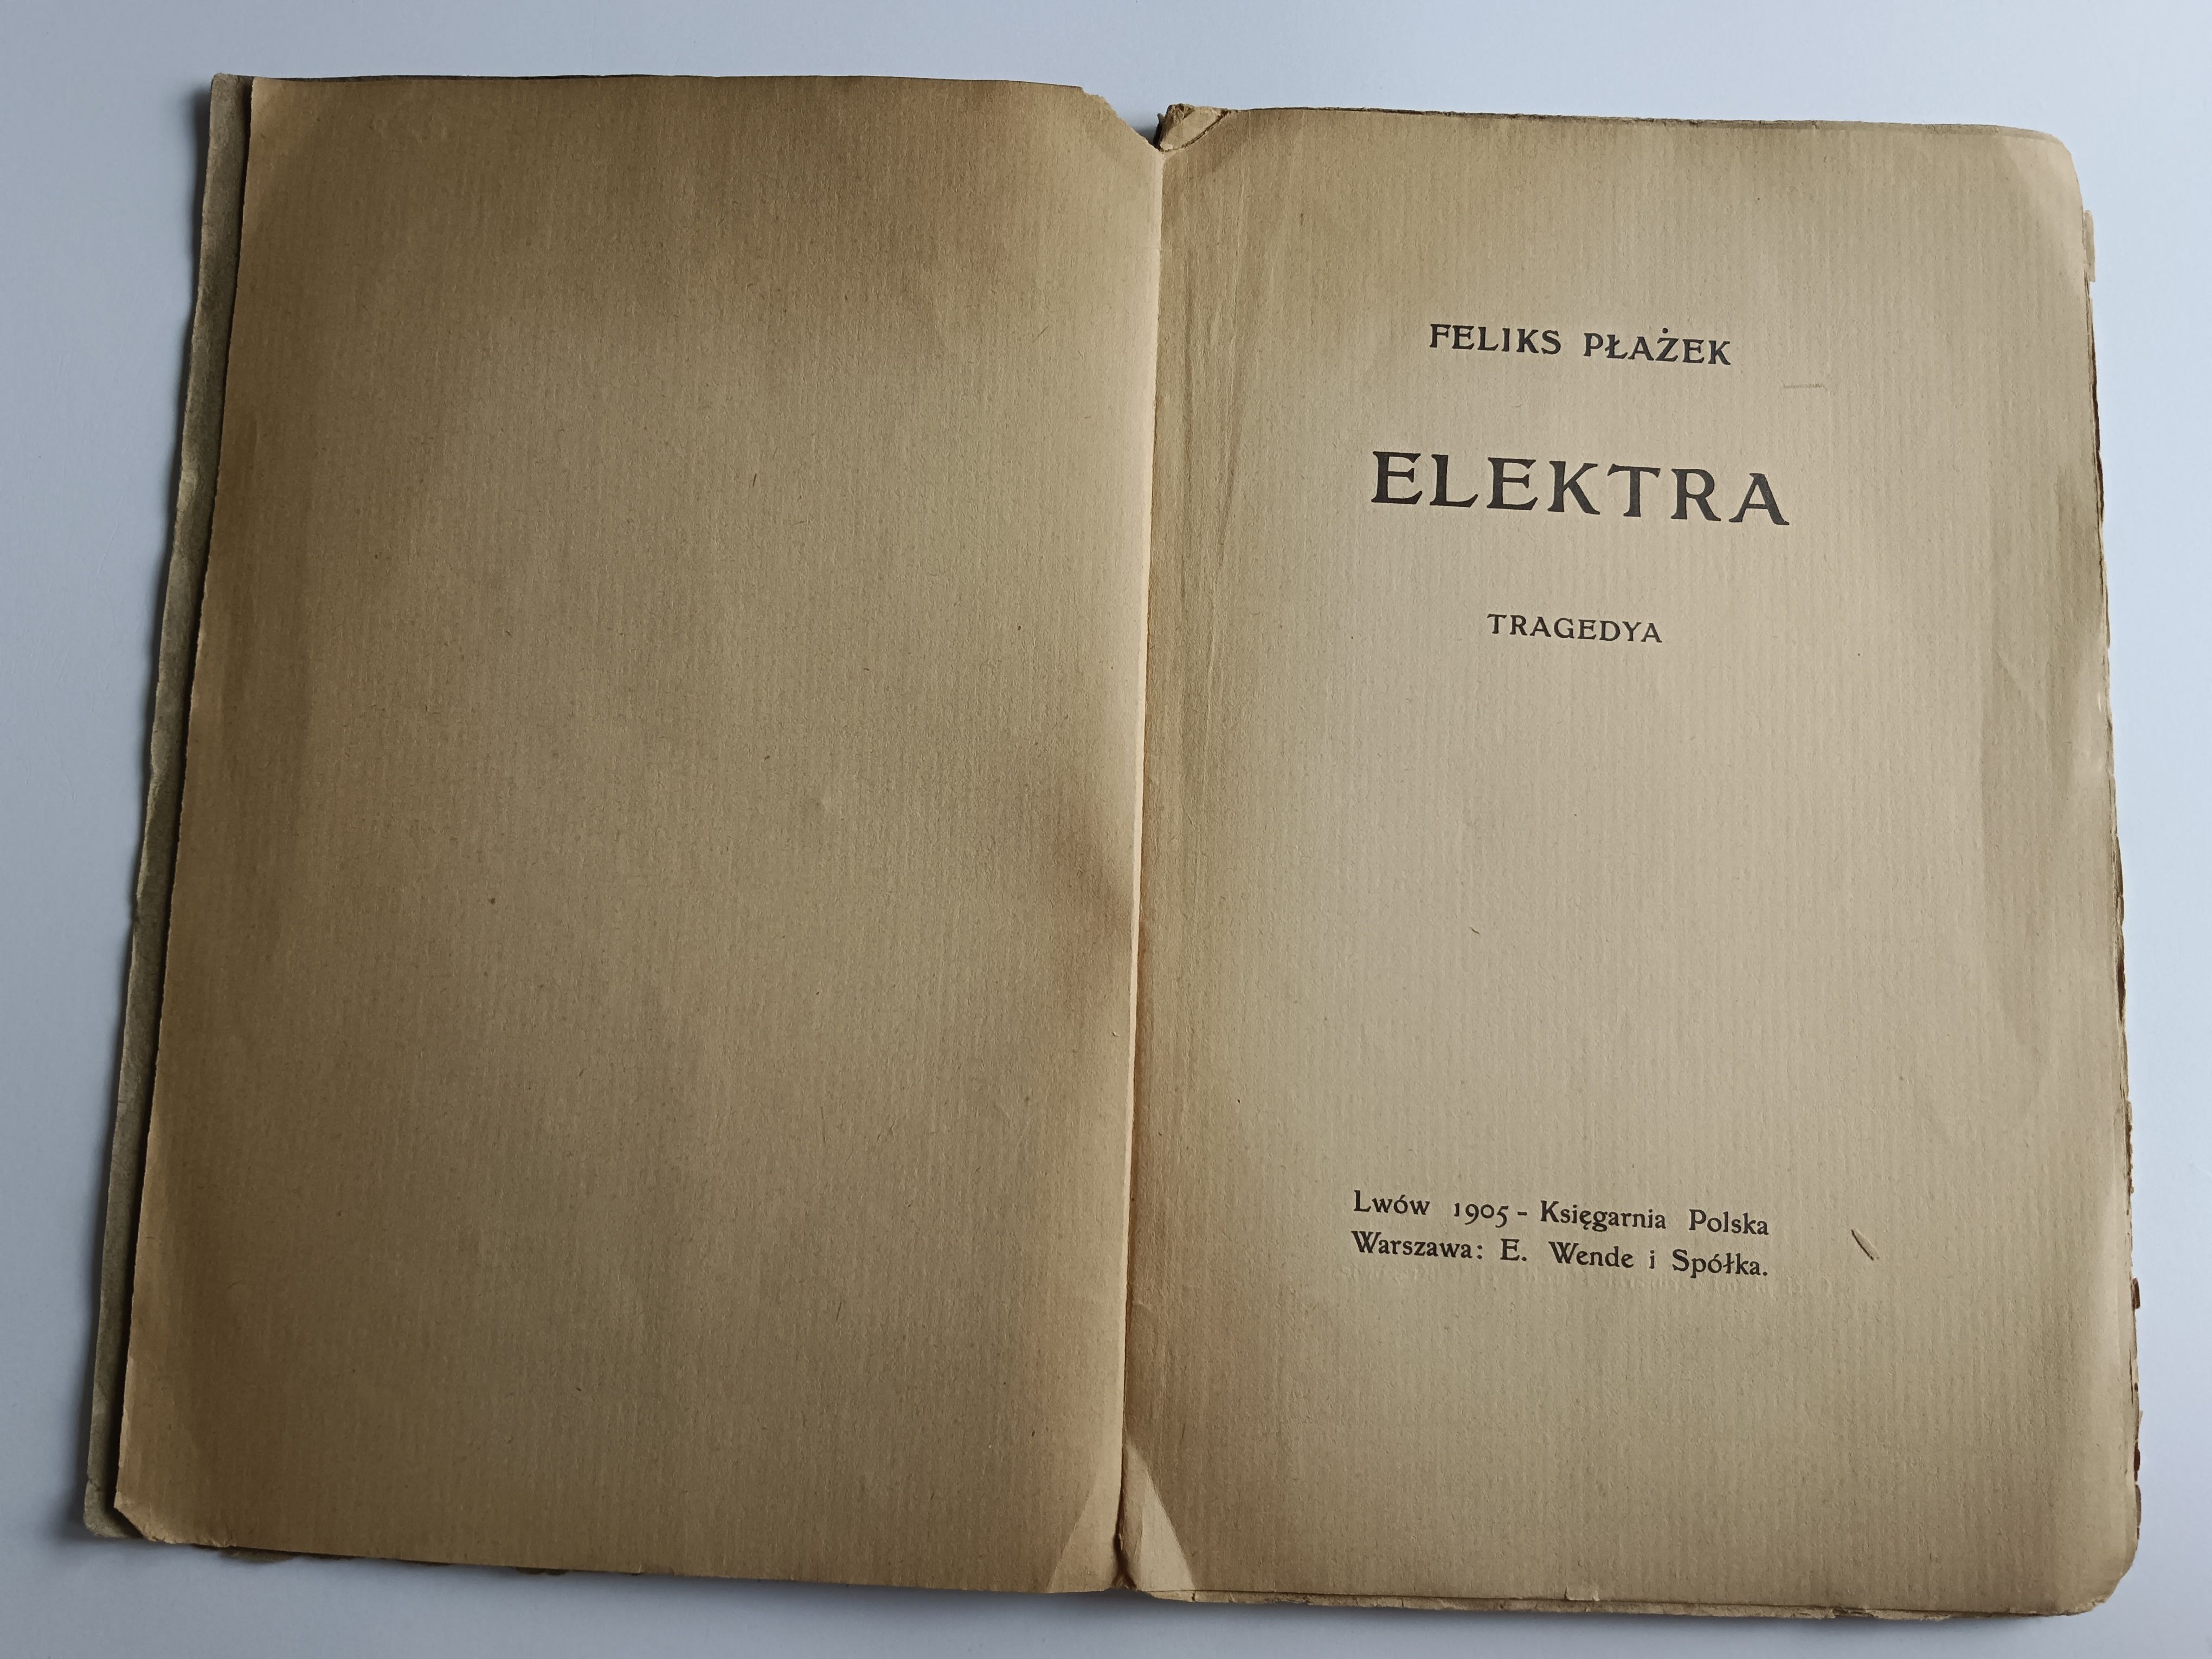 FELIKS PŁAŻEK
ELEKTRA
TRAGEDYA
Lwów 1905 - Księgarnia Polska
Warszawa: E. Wende i Spółka.